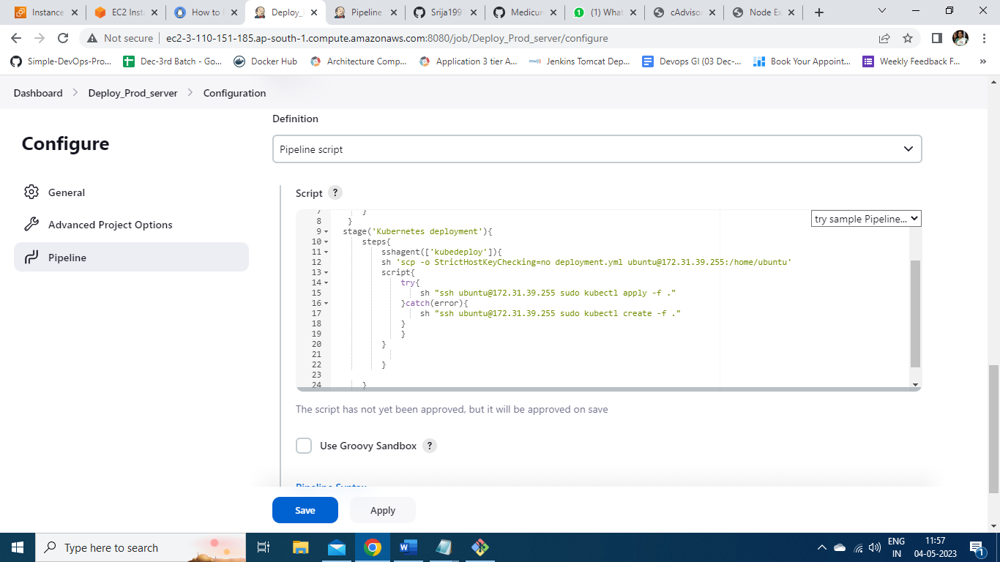 Instance
EC2 Inst
How to
Deploy_
Pipeline
Srija199
Medicur
(1) What
cAdviso
Node Ex
Not secure
ec2-3-110-151-185.ap-south-1.compute.amazonaws.com:8080/job/Deploy_Prod_server/configure
Simple-DevOps-Pro...
Dec-3rd Batch - Go...
Docker Hub
Architecture Comp...
Application 3 tier A...
Jenkins Tomcat Dep...
Devops GI (03 Dec-...
Book Your Appoint...
Weekly Feedback F...
»
Dashboard > Deploy_Prod_server > Configuration
Configure
General
Advanced Project Options
Pipeline
Definition
Pipeline script
Script ?
try sample Pipeline...
7 }
8 }
9 stage('Kubernetes deployment'){
10 steps{
11 sshagent(['kubedeploy']){
12 sh 'scp -o StrictHostKeyChecking=no deployment.yml ubuntu@172.31.39.255:/home/ubuntu'
13 script{
14 try{
15 sh "ssh ubuntu@172.31.39.255 sudo kubectl apply -f ."
16 }catch(error){
17 sh "ssh ubuntu@172.31.39.255 sudo kubectl create -f ."
18 }
19 }
20 }
21
22 }
23
24 }
The script has not yet been approved, but it will be approved on save
Use Groovy Sandbox ?
Pipeline Syntax
Save
Apply
Type here to search
ENG
IN
11:57
04-05-2023
1